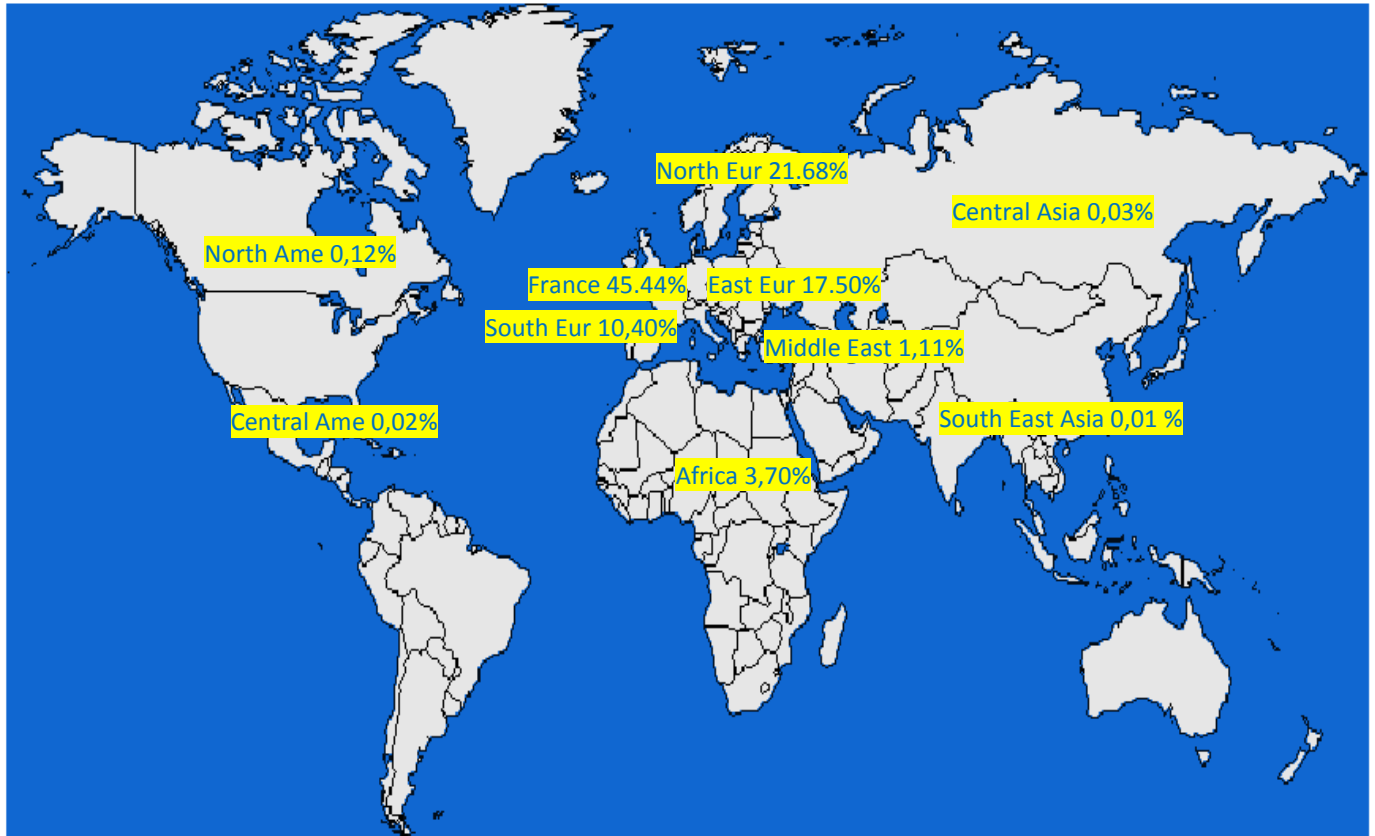 North Eur 21.68%
Central Asia 0,03%
North Ame 0,12%
France 45.44%
East Eur 17.50%
South Eur 10,40%
Middle East 1,11%
Central Ame 0,02%
South East Asia 0,01 %
Africa 3,70%